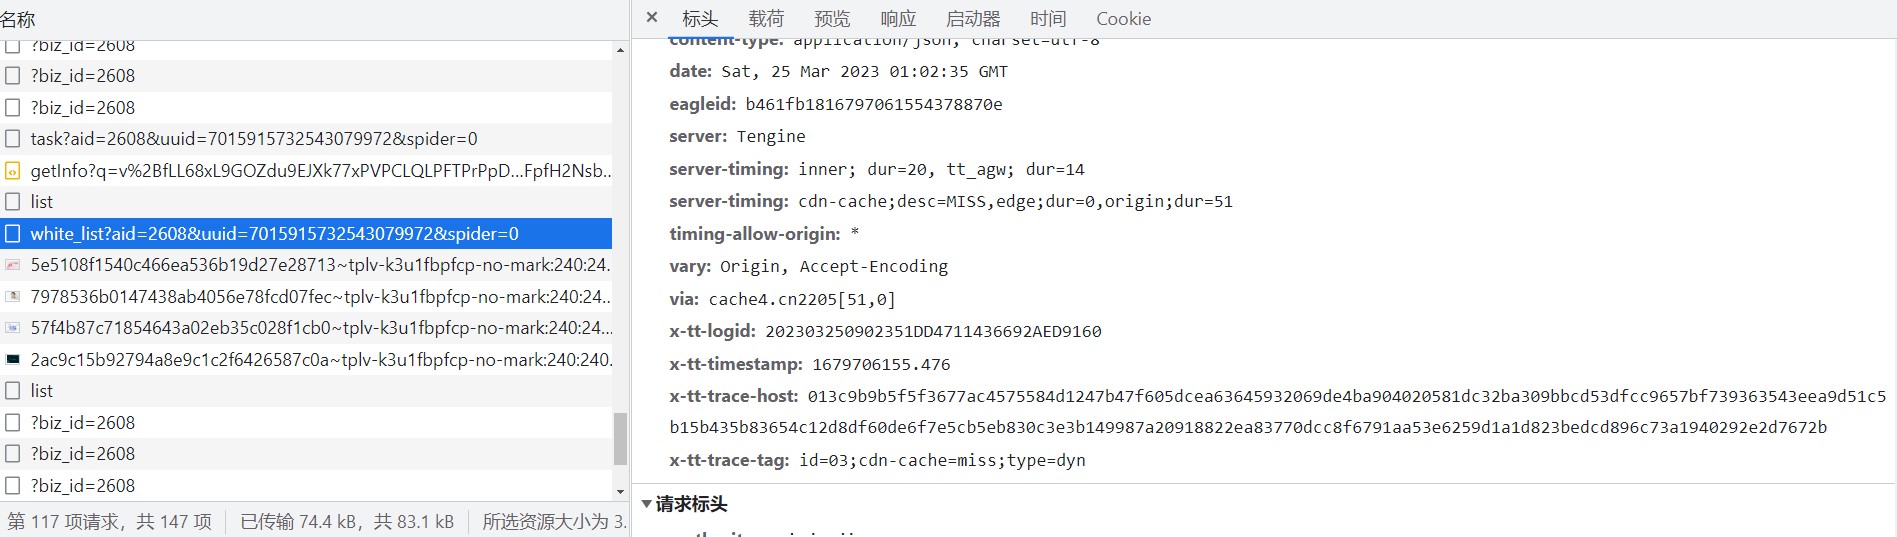 名称
?biz_id=2608
?biz_id=2608
?biz_id=2608
task?aid=2608&uuid=7015915732543079972&spider=0
getInfo?q=v%2BfLL68xL9GOZdu9EJXk77xPVPCLQLPFTPrPpD...FpfH2Nsb...
list
white_list?aid=2608&uuid=7015915732543079972&spider=0
5e5108f1540c466ea536b19d27e28713~tplv-k3u1fbpfcp-no-mark:240:24...
7978536b0147438ab4056e78fcd07fec~tplv-k3u1fbpfcp-no-mark:240:24...
57f4b87c71854643a02eb35c028f1cb0~tplv-k3u1fbpfcp-no-mark:240:24...
2ac9c15b92794a8e9c1c2f6426587c0a~tplv-k3u1fbpfcp-no-mark:240:240...
list
?biz_id=2608
?biz_id=2608
?biz_id=2608
第 117 项请求，共 147 项 已传输 74.4 kB，共 83.1 kB 所选资源大小为 3.
× 标头 载荷 预览 响应 启动器 时间 Cookie
content-type: application/json; charset=utf-8
date: Sat, 25 Mar 2023 01:02:35 GMT
eagleid: b461fb1816797061554378870e
server: Tengine
server-timing: inner; dur=20, tt_agw; dur=14
server-timing: cdn-cache;desc=MISS,edge;dur=0,origin;dur=51
timing-allow-origin: *
vary: Origin, Accept-Encoding
via: cache4.cn2205[51,0]
x-tt-logid: 202303250902351DD4711436692AED9160
x-tt-timestamp: 1679706155.476
x-tt-trace-host: 013c9b9b5f5f3677ac4575584d1247b47f605dcea63645932069de4ba904020581dc32ba309bbcd53dfcc9657bf739363543eea9d51c5
b15b435b83654c12d8df60de6f7e5cb5eb830c3e3b149987a20918822ea83770dcc8f6791aa53e6259d1a1d823bedcd896c73a1940292e2d7672b
x-tt-trace-tag: id=03;cdn-cache=miss;type=dyn
请求标头